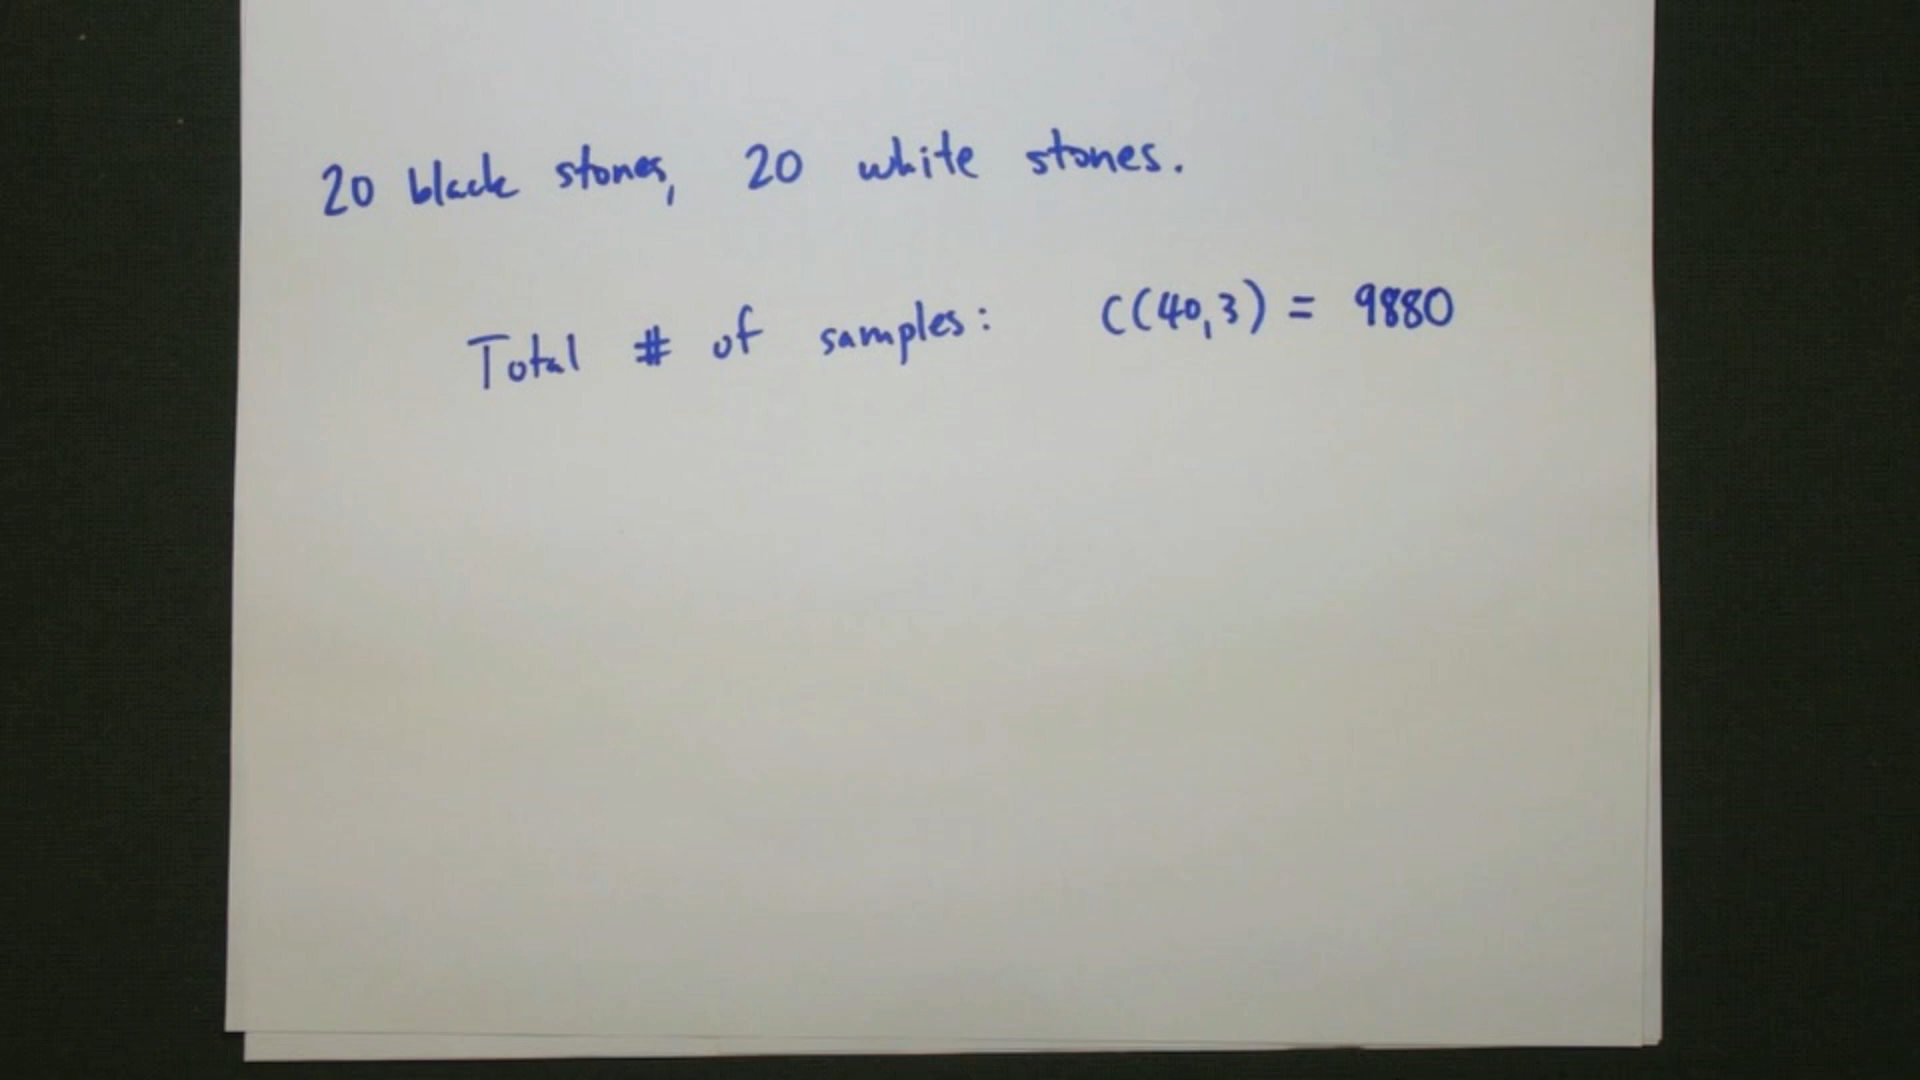 20 black stones, 20 white stones.
Total # of samples: C(40,3) = 9880